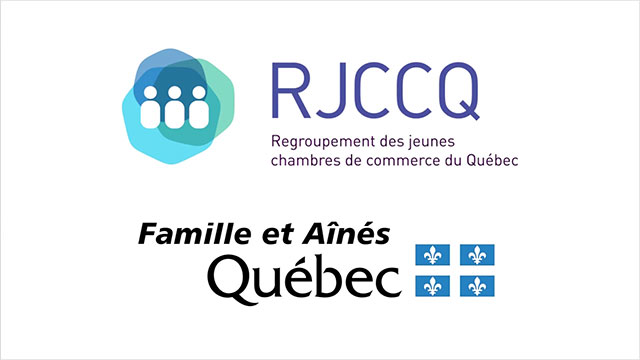 RJCCQ
Regroupement des jeunes
chambres de commerce du Québec
Famille et Aînés
Québec